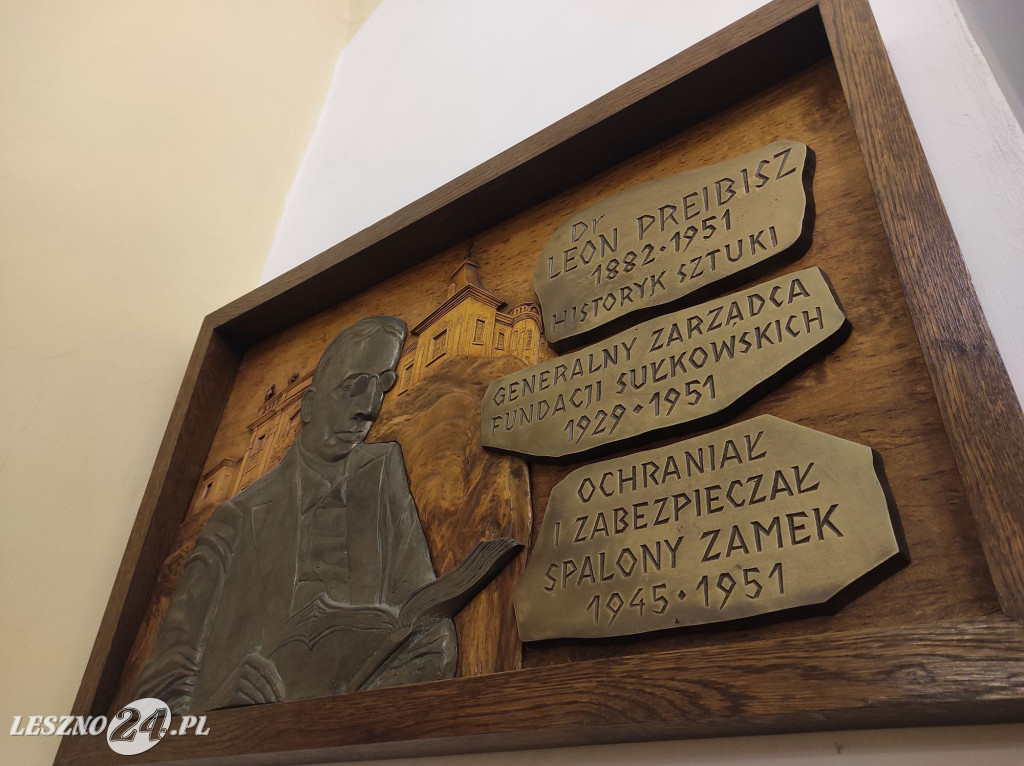 Dr
LEON PREIBISZ
1882•1951
HISTORYK SZTUKI
GENERALNY ZARZĄDCA
FUNDACJI SUŁKOWSKICH
1929•1951
OCHRANIAŁ
I ZABEZPIECZAŁ
SPALONY ZAMEK
1945•1951
LESZNO24.PL